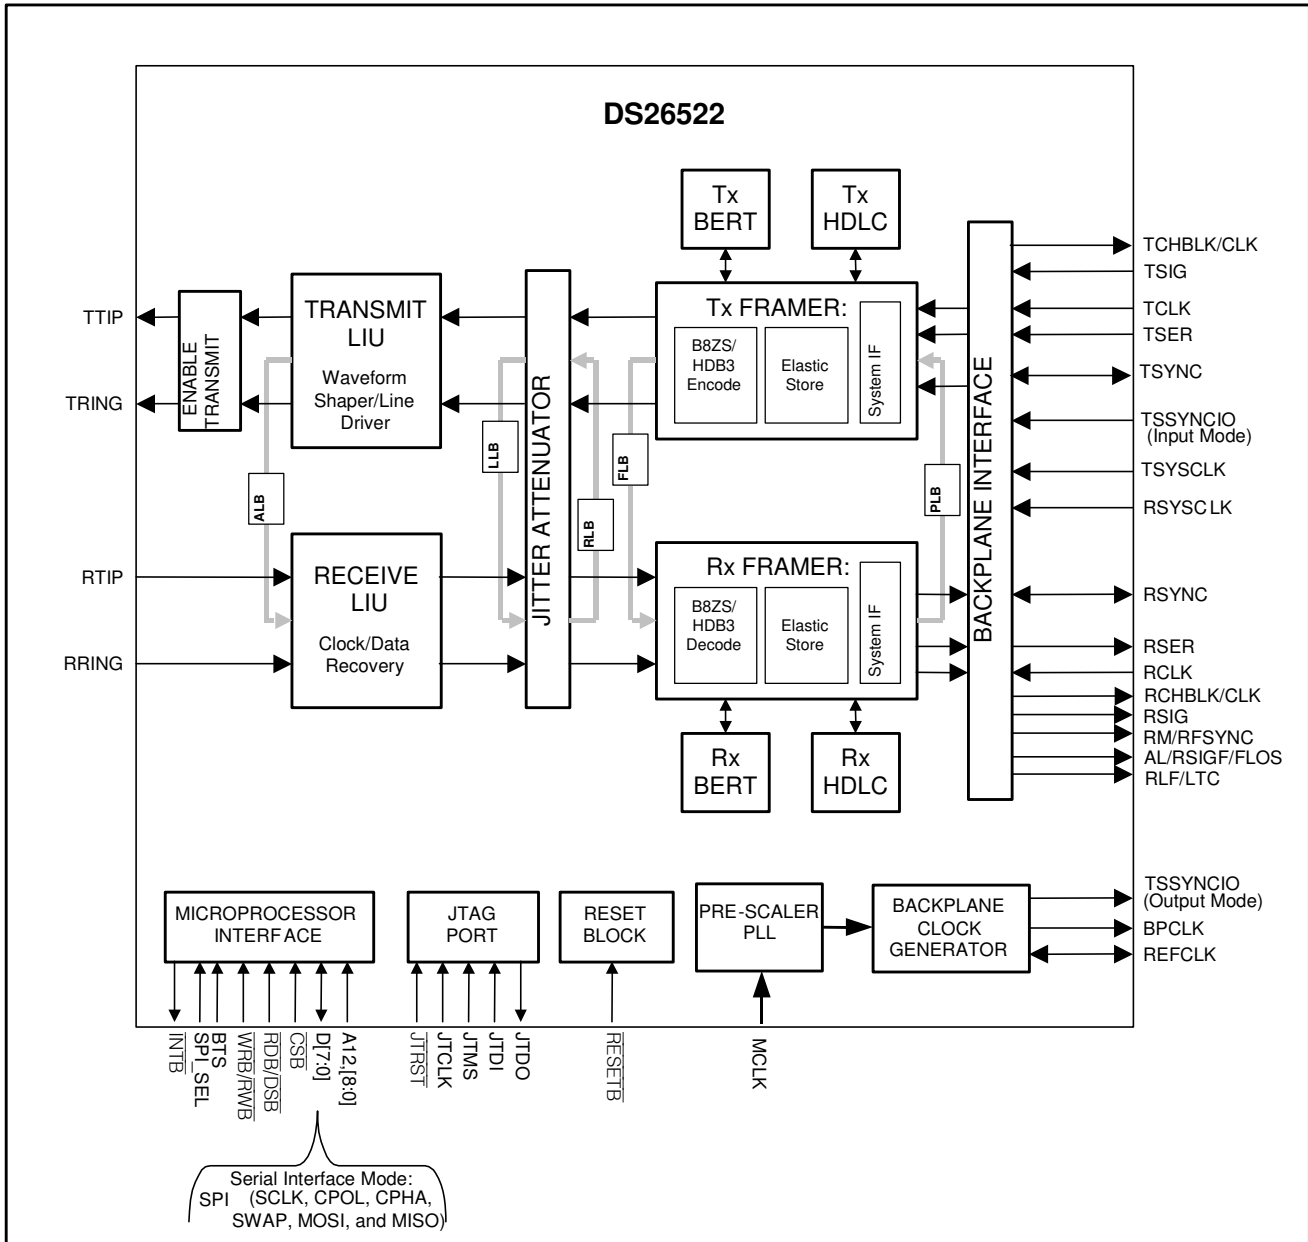 DS26522
Tx
BERT
Tx
HDLC
TTIP
TRING
ENABLE
TRANSMIT
TRANSMIT
LIU
Waveform
Shaper/Line
Driver
ALB
LLB
JITTER ATTENUATOR
RLB
FLB
Tx FRAMER:
B8ZS/
HDB3
Encode
Elastic
Store
System IF
PLB
BACKPLANE INTERFACE
TCHBLK/CLK
TSIG
TCLK
TSER
TSYNC
TSSYNCIO
(Input Mode)
TSYSCLK
RSYSCLK
RTIP
RRING
RECEIVE
LIU
Clock/Data
Recovery
Rx FRAMER:
B8ZS/
HDB3
Decode
Elastic
Store
System IF
RSYNC
RSER
RCLK
RCHBLK/CLK
RSIG
RM/RFSYNC
AL/RSIGF/FLOS
RLF/LTC
Rx
BERT
Rx
HDLC
MICROPROCESSOR
INTERFACE
JTAG
PORT
RESET
BLOCK
PRE-SCALER
PLL
BACKPLANE
CLOCK
GENERATOR
TSSYNCIO
(Output Mode)
BPCLK
REFCLK
INTB
SPI_SEL
BTS
WRB/RWB
RDB/DSB
CSB
D[7:0]
A12,[8:0]
JTRST
JTCLK
JTMS
JTDI
JTDO
RESETB
MCLK
Serial Interface Mode:
SPI (SCLK, CPOL, CPHA,
SWAP, MOSI, and MISO)